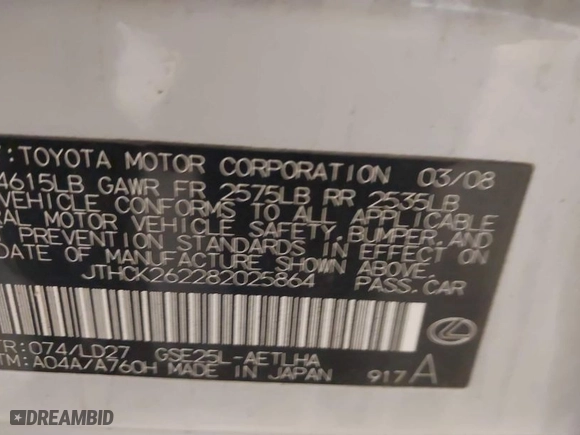 : TOYOTA MOTOR CORPORATION 03/08
4615LB GAWR FR 2575LB RR 2535LB
VEHICLE CONFORMS TO ALL APPLICABLE
RAL MOTOR VEHICLE SAFETY, BUMPER, AND
PREVENTION STANDARDS IN EFFECT ON
DATE OF MANUFACTURE SHOWN ABOVE.
JTHCK262282025864 PASS.CAR
TR:074/LD27 GSE25L-AETLHA
TM: A04A/A760H MADE IN JAPAN 917A
DREAMBID